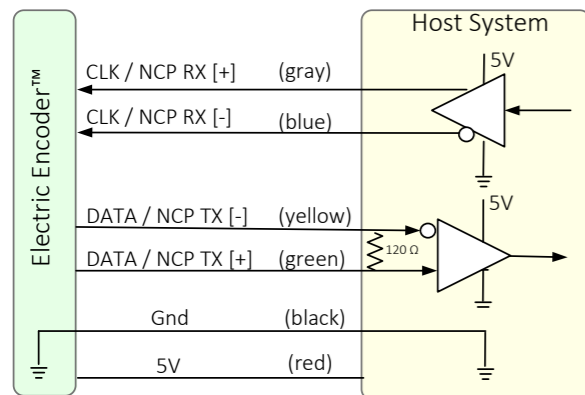 Host System
5V
CLK / NCP RX [+] (gray)
CLK / NCP RX [-] (blue)
Electric Encoder™
5V
DATA / NCP TX [-] (yellow)
120 Ω
DATA / NCP TX [+] (green)
Gnd (black)
5V (red)